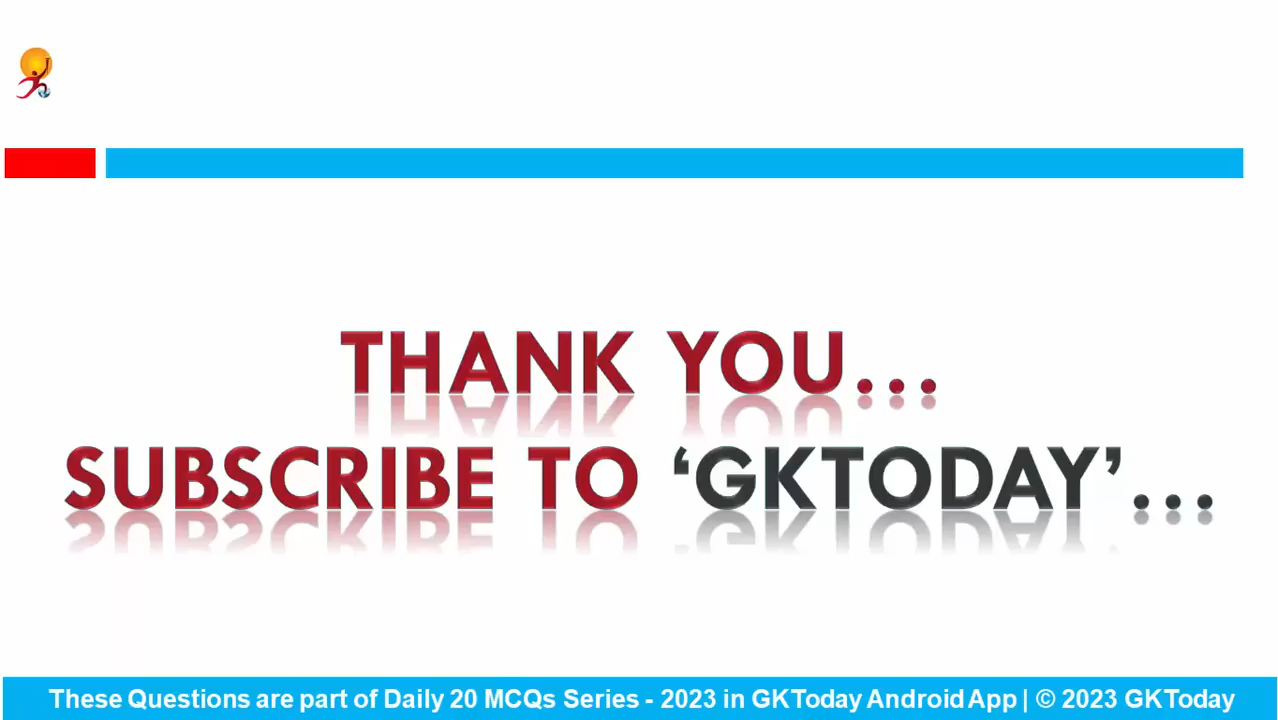 THANK YOU...
SUBSCRIBE TO ‘GKTODAY’...
These Questions are part of Daily 20 MCQs Series - 2023 in GKToday Android App | © 2023 GKToday